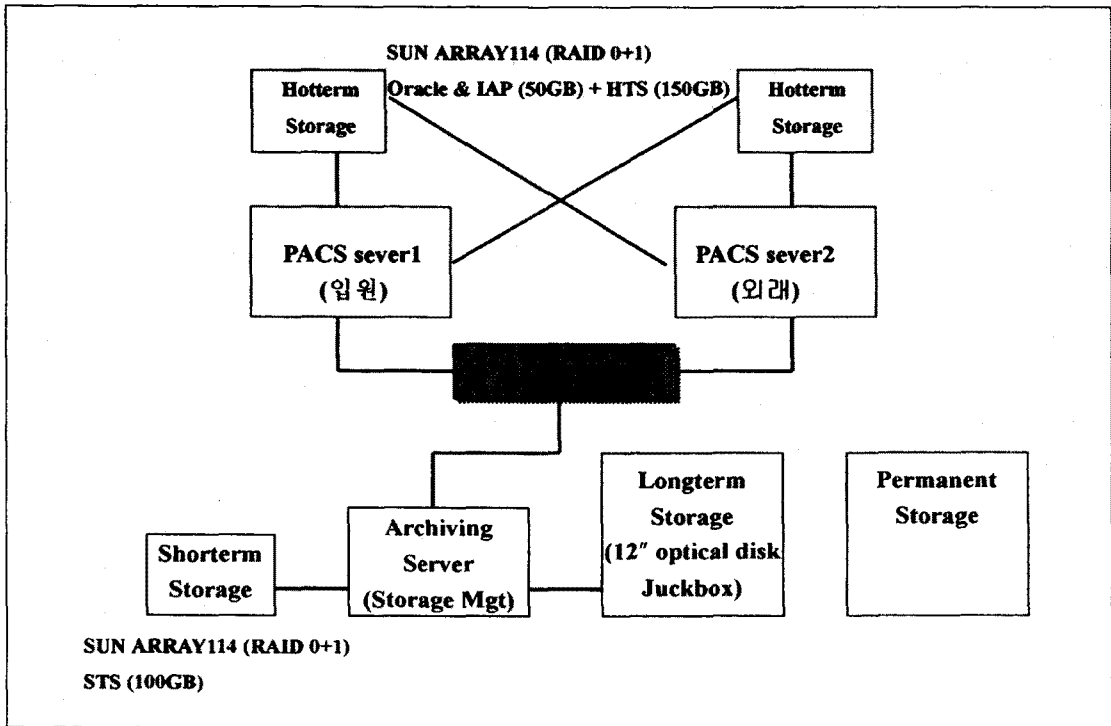 SUN ARRAY114 (RAID 0+1)
Oracle & IAP (50GB) + HTS (150GB)
Hotterm
Storage
Hotterm
Storage
PACS sever1
(입원)
PACS sever2
(외래)
Shorterm
Storage
Archiving
Server
(Storage Mgt)
Longterm
Storage
(12″ optical disk
Juckbox)
Permanent
Storage
SUN ARRAY114 (RAID 0+1)
STS (100GB)